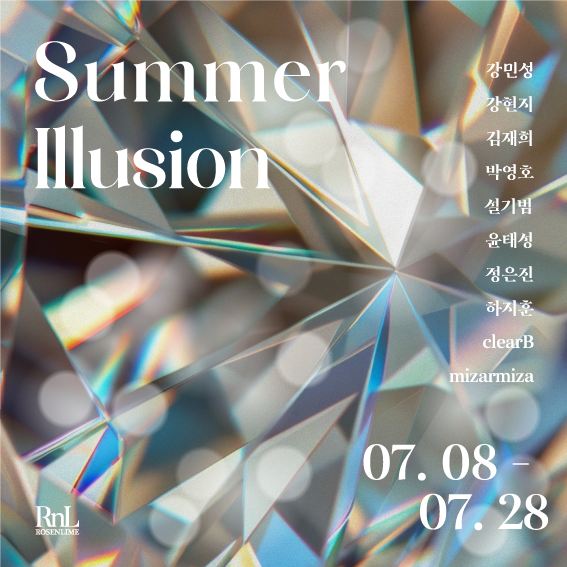 Summer
Illusion
강민성
강현지
김재희
박영호
설기범
윤태성
정은진
하지훈
clearB
mizarmiza
07. 08 –
07. 28
RnL
ROSENLIME